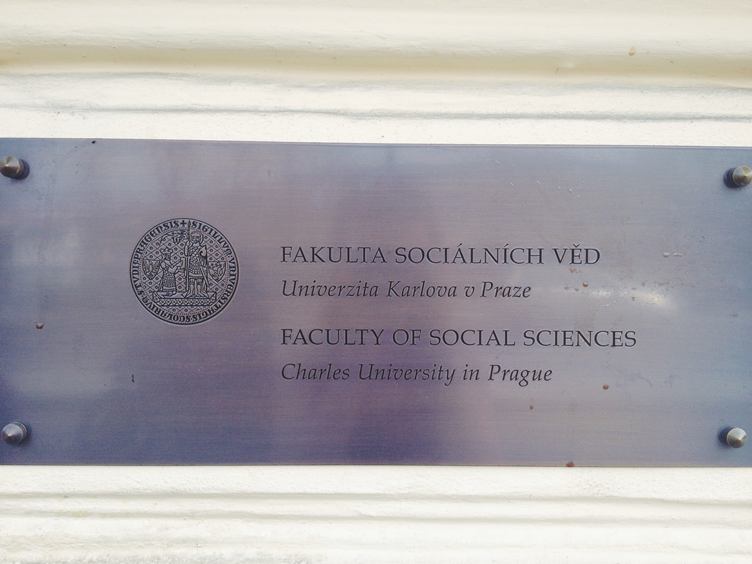 FAKULTA SOCIÁLNÍCH VĚD
Univerzita Karlova v Praze
FACULTY OF SOCIAL SCIENCES
Charles University in Prague